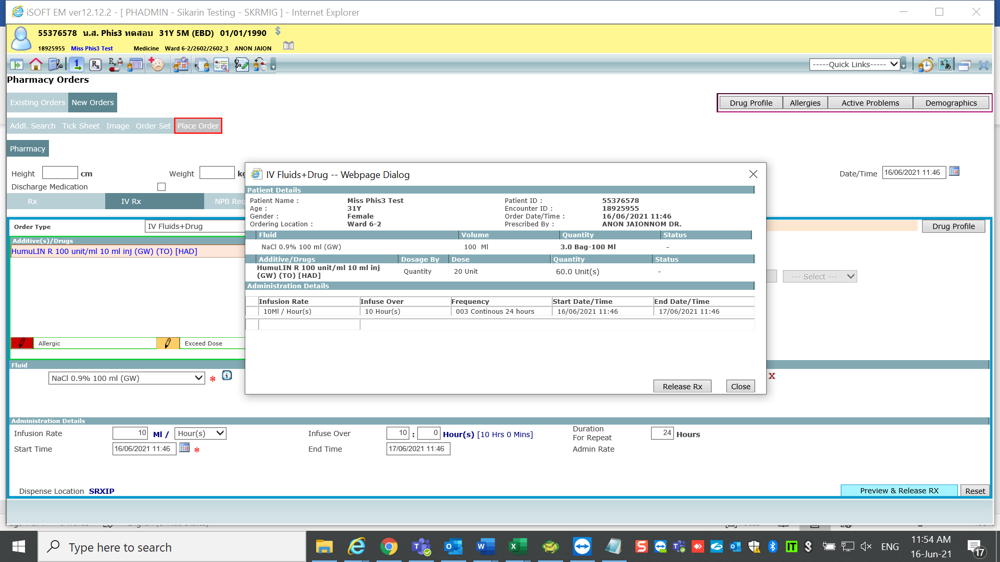 iSOFT EM ver12.12.2 - [ PHADMIN - Sikarin Testing - SKRMIG ] - Internet Explorer
55376578 น.ส. Phis3 ทดสอบ 31Y 5M (EBD) 01/01/1990 $
18925955 Miss Phis3 Test Medicine Ward 6-2/2602/2602_3 ANON JAION
-----Quick Links-----
Pharmacy Orders
Existing Orders New Orders
Drug Profile Allergies Active Problems Demographics
Addl. Search Tick Sheet Image Order Set Place Order
Pharmacy
Height cm Weight
Date/Time 16/06/2021 11:46
Discharge Medication
Rx IV Rx NPB Req
Order Type IV Fluids+Drug
Drug Profile
Additive(s)/Drugs
HumuLIN R 100 unit/ml 10 ml inj (GW) (TO) [HAD]
--- Select ---
Allergic Exceed Dose
IV Fluids+Drug -- Webpage Dialog
Patient Details
Patient Name : Miss Phis3 Test Patient ID : 55376578
Age : 31Y Encounter ID : 18925955
Gender : Female Order Date/Time : 16/06/2021 11:46
Ordering Location : Ward 6-2 Prescribed By : ANON JAIONNOM DR.
Fluid Volume Quantity Status
NaCl 0.9% 100 ml (GW) 100 Ml 3.0 Bag-100 Ml -
Additive/Drugs Dosage By Dose Quantity Status
HumuLIN R 100 unit/ml 10 ml inj
(GW) (TO) [HAD] Quantity 20 Unit 60.0 Unit(s) -
Administration Details
Infusion Rate Infuse Over Frequency Start Date/Time End Date/Time
10Ml / Hour(s) 10 Hour(s) 003 Continous 24 hours 16/06/2021 11:46 17/06/2021 11:46
Release Rx Close
Fluid
NaCl 0.9% 100 ml (GW) * X
Administration Details
Infusion Rate 10 Ml / Hour(s) Infuse Over 10 : 0 Hour(s) [10 Hrs 0 Mins] Duration
For Repeat 24 Hours
Start Time 16/06/2021 11:46 * End Time 17/06/2021 11:46 Admin Rate
Dispense Location SRXIP
Preview & Release RX Reset
Type here to search
ENG
11:54 AM
16-Jun-21
17